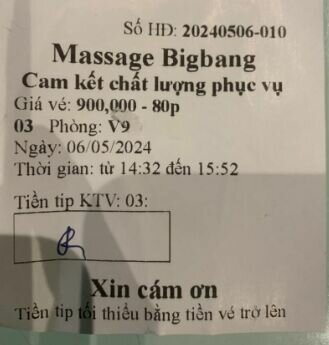 Số HĐ: 20240506-010
Massage Bigbang
Cam kết chất lượng phục vụ
Giá vé: 900,000 - 80p
03 Phòng: V9
Ngày: 06/05/2024
Thời gian: từ 14:32 đến 15:52
Tiền tip KTV: 03:
Xin cám ơn
Tiền tip tối thiểu bằng tiền vé trở lên